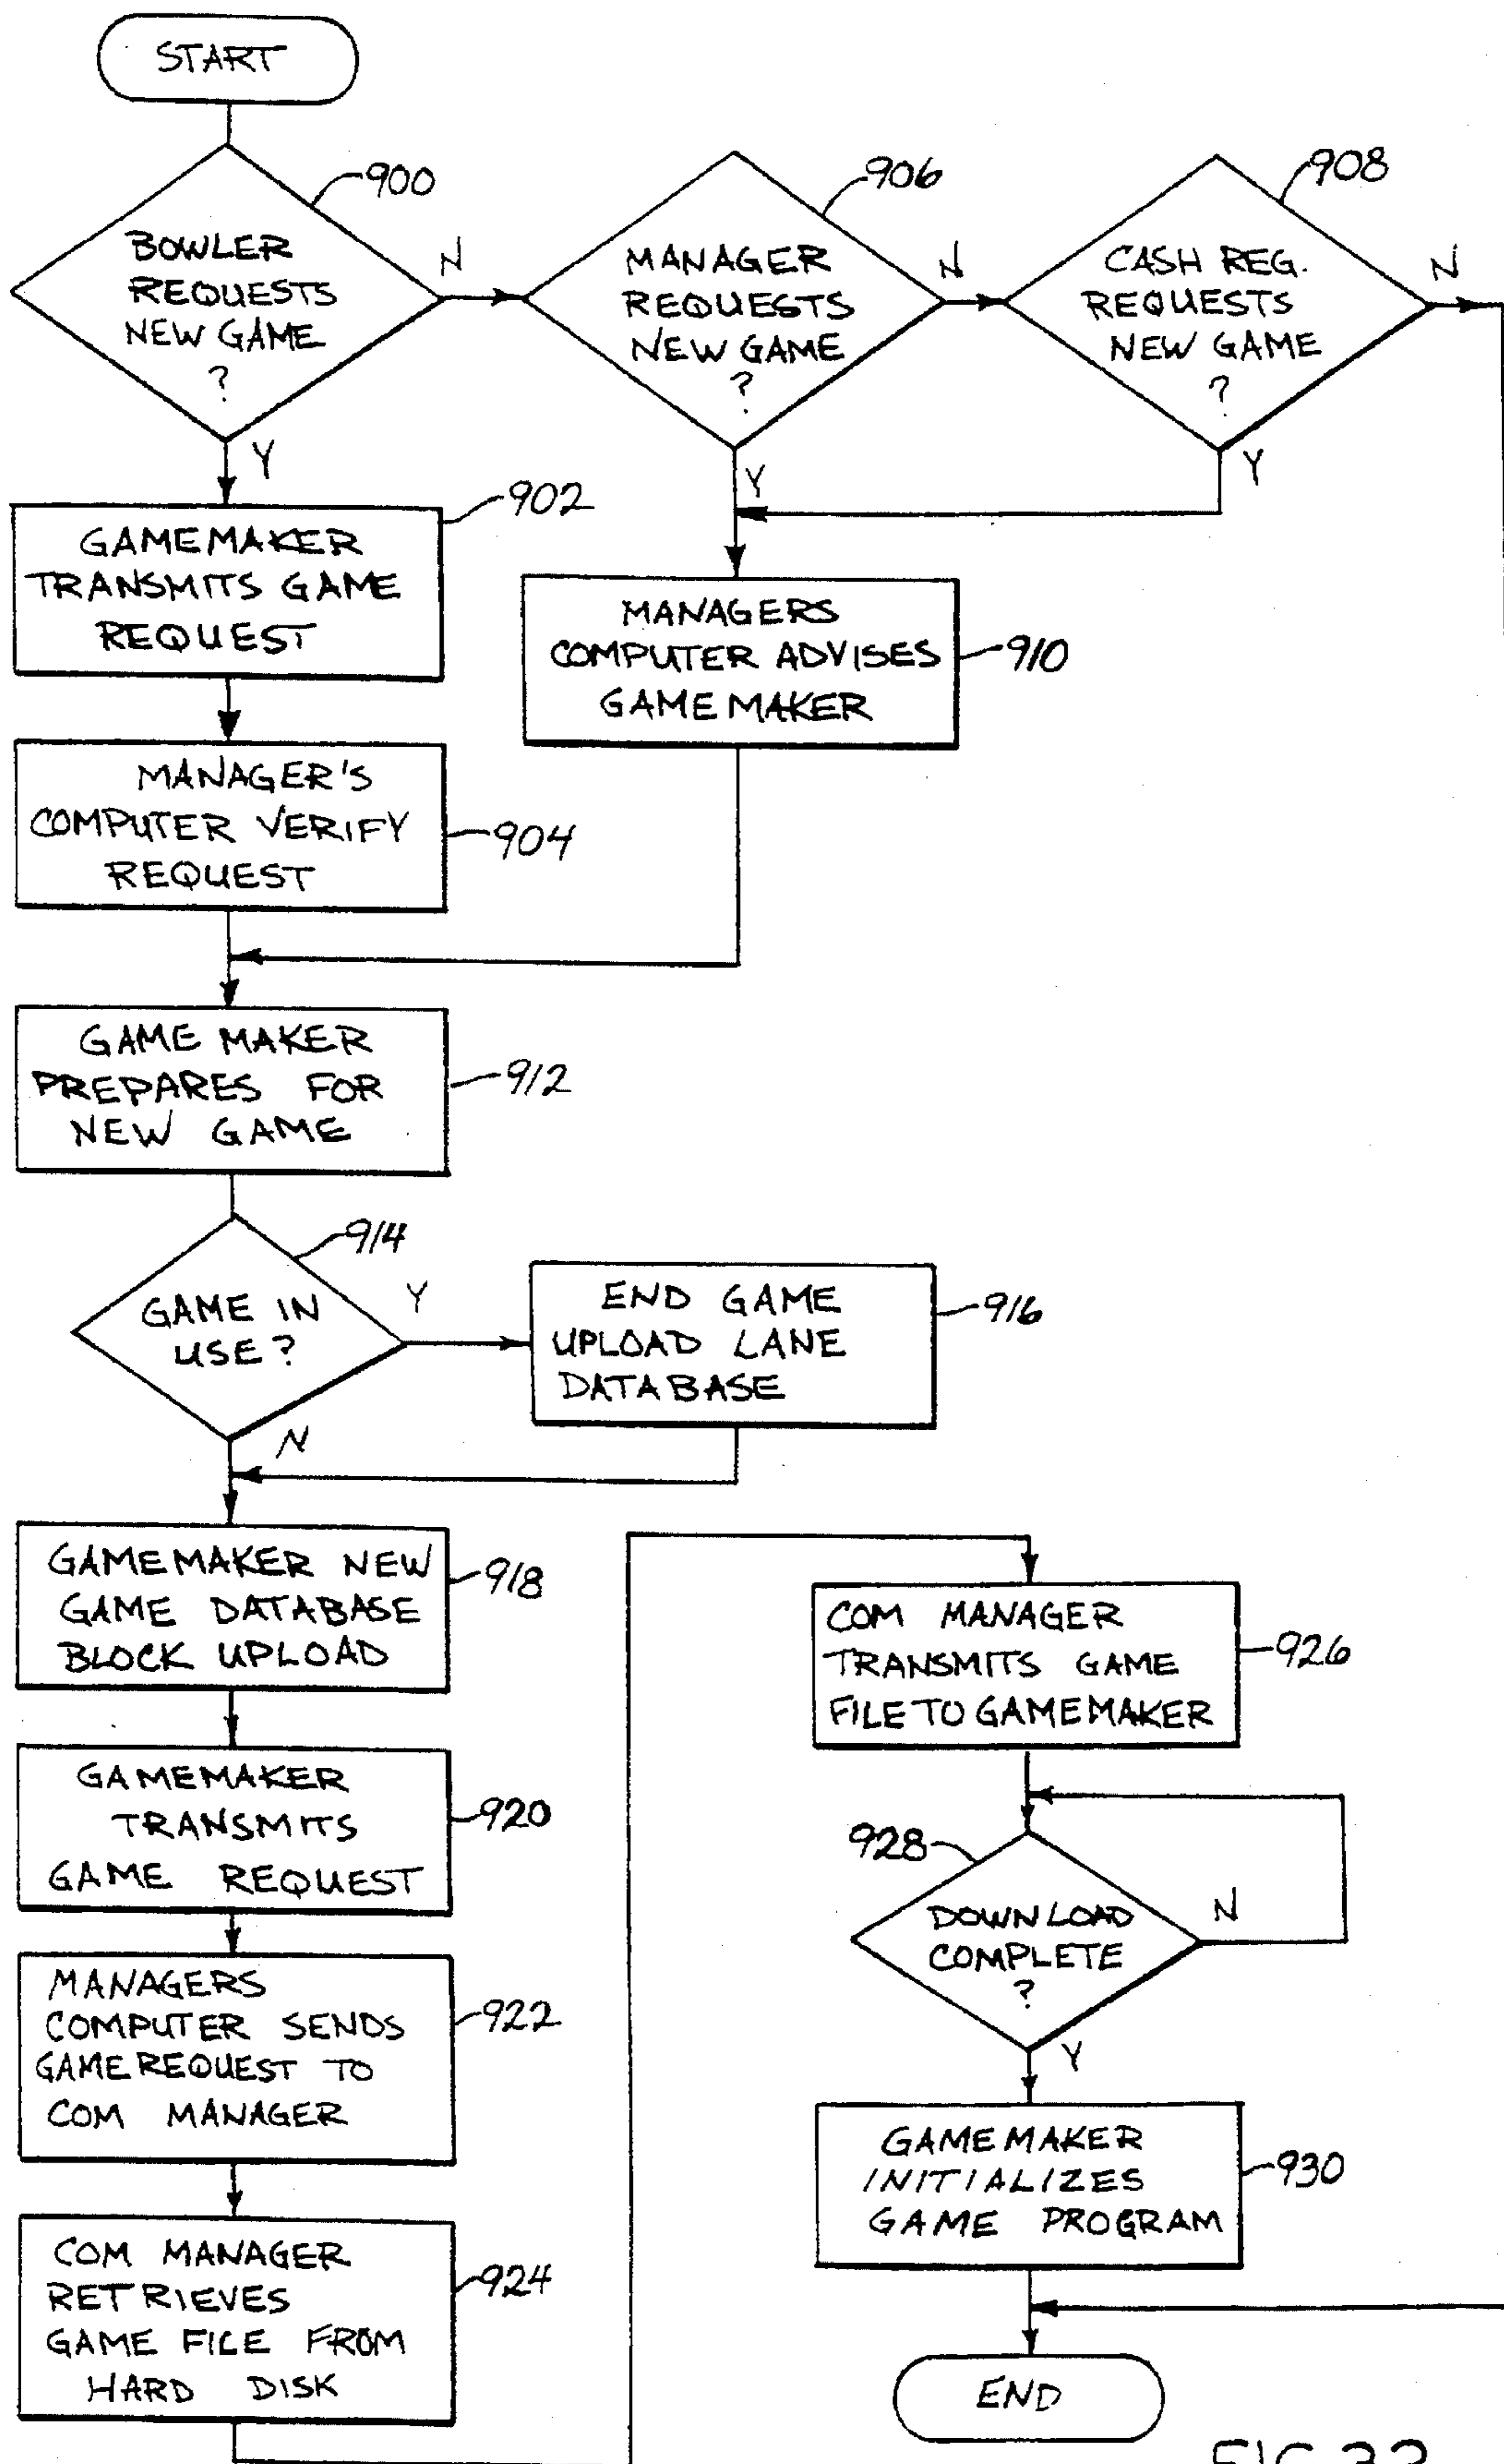 START
900
BOWLER
REQUESTS
NEW GAME
?
N
Y
906
MANAGER
REQUESTS
NEW GAME
?
N
Y
908
CASH REG.
REQUESTS
NEW GAME
?
N
Y
902
GAMEMAKER
TRANSMITS GAME
REQUEST
MANAGERS
COMPUTER ADVISES
GAME MAKER
910
MANAGER'S
COMPUTER VERIFY
REQUEST
904
GAME MAKER
PREPARES FOR
NEW GAME
912
914
GAME IN
USE?
Y
N
END GAME
UPLOAD LANE
DATABASE
916
GAMEMAKER NEW
GAME DATABASE
BLOCK UPLOAD
918
GAMEMAKER
TRANSMITS
GAME REQUEST
920
MANAGERS
COMPUTER SENDS
GAME REQUEST TO
COM MANAGER
922
COM MANAGER
RETRIEVES
GAME FILE FROM
HARD DISK
924
COM MANAGER
TRANSMITS GAME
FILE TO GAMEMAKER
926
928
DOWNLOAD
COMPLETE
?
N
Y
GAMEMAKER
INITIALIZES
GAME PROGRAM
930
END